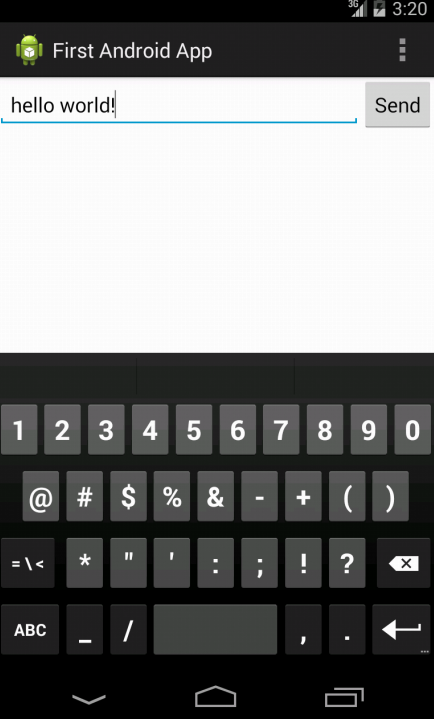 3G 3:20
First Android App
hello world! Send
1 2 3 4 5 6 7 8 9 0
@ # $ % & - + ( )
= \ < * " ' : ; ! ?
ABC _ / , . ...